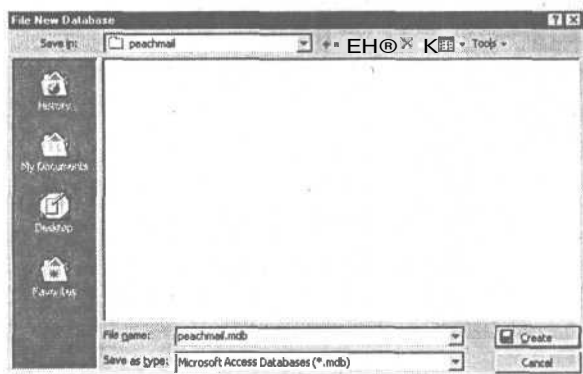 File New Database
Save in: peachmail EH® K Tools
History
My Documents
Desktop
Favorites
File name: peachmail.mdb Create
Save as type: Microsoft Access Databases (*.mdb) Cancel